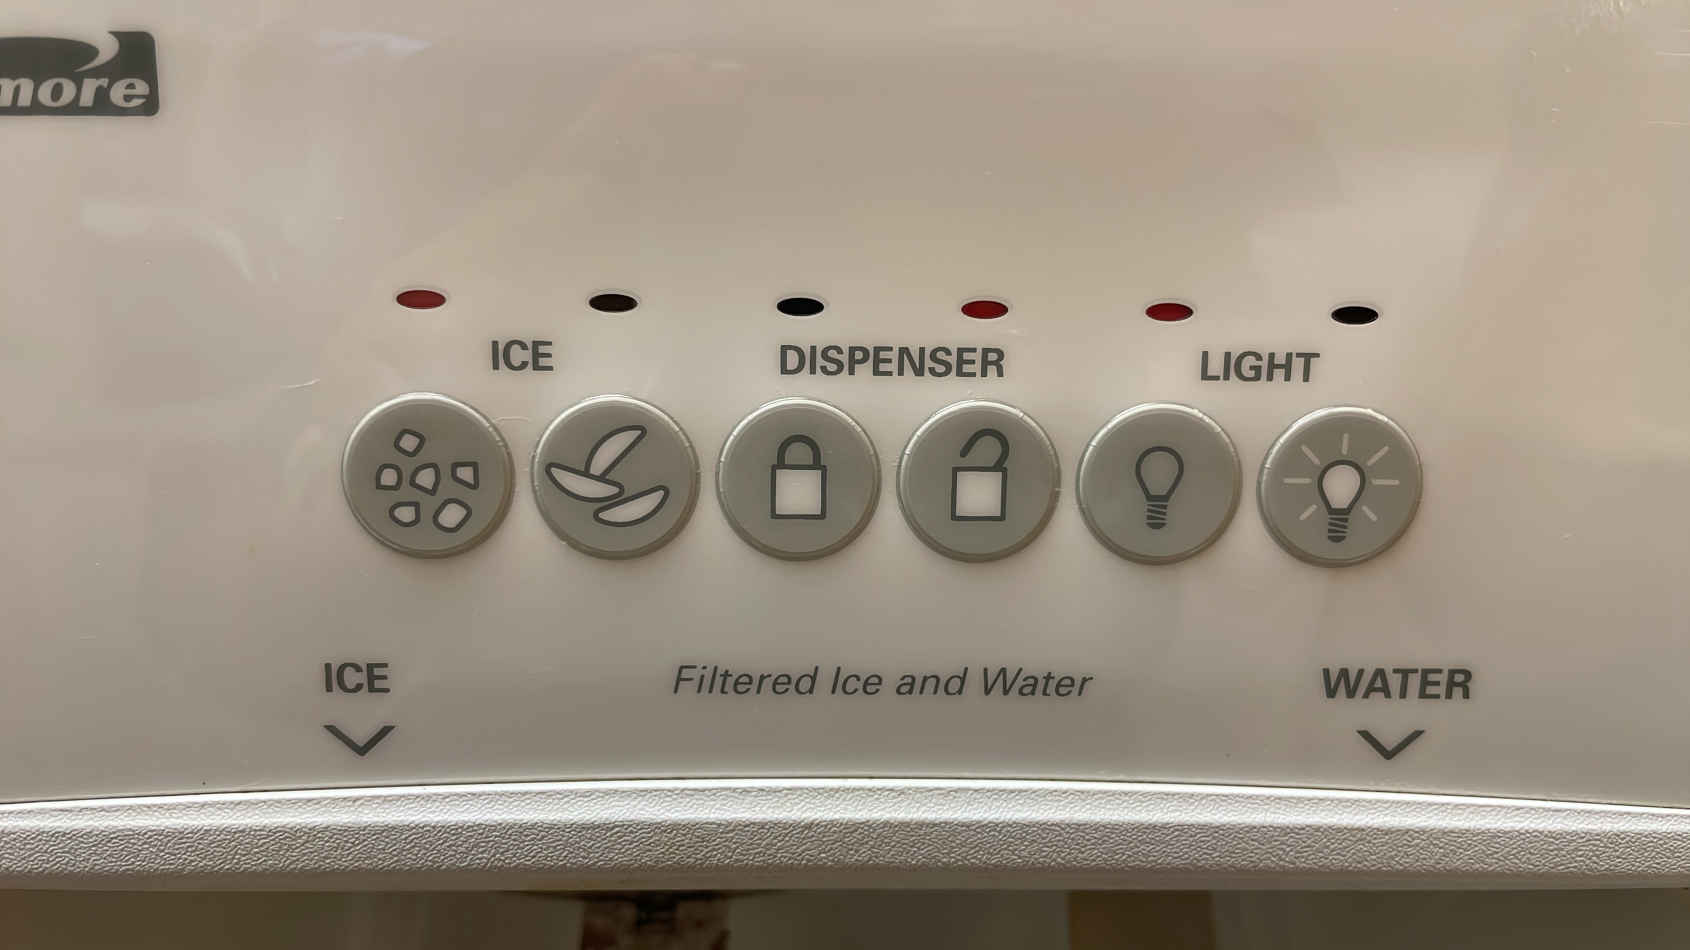 more
ICE DISPENSER LIGHT
ICE Filtered Ice and Water WATER